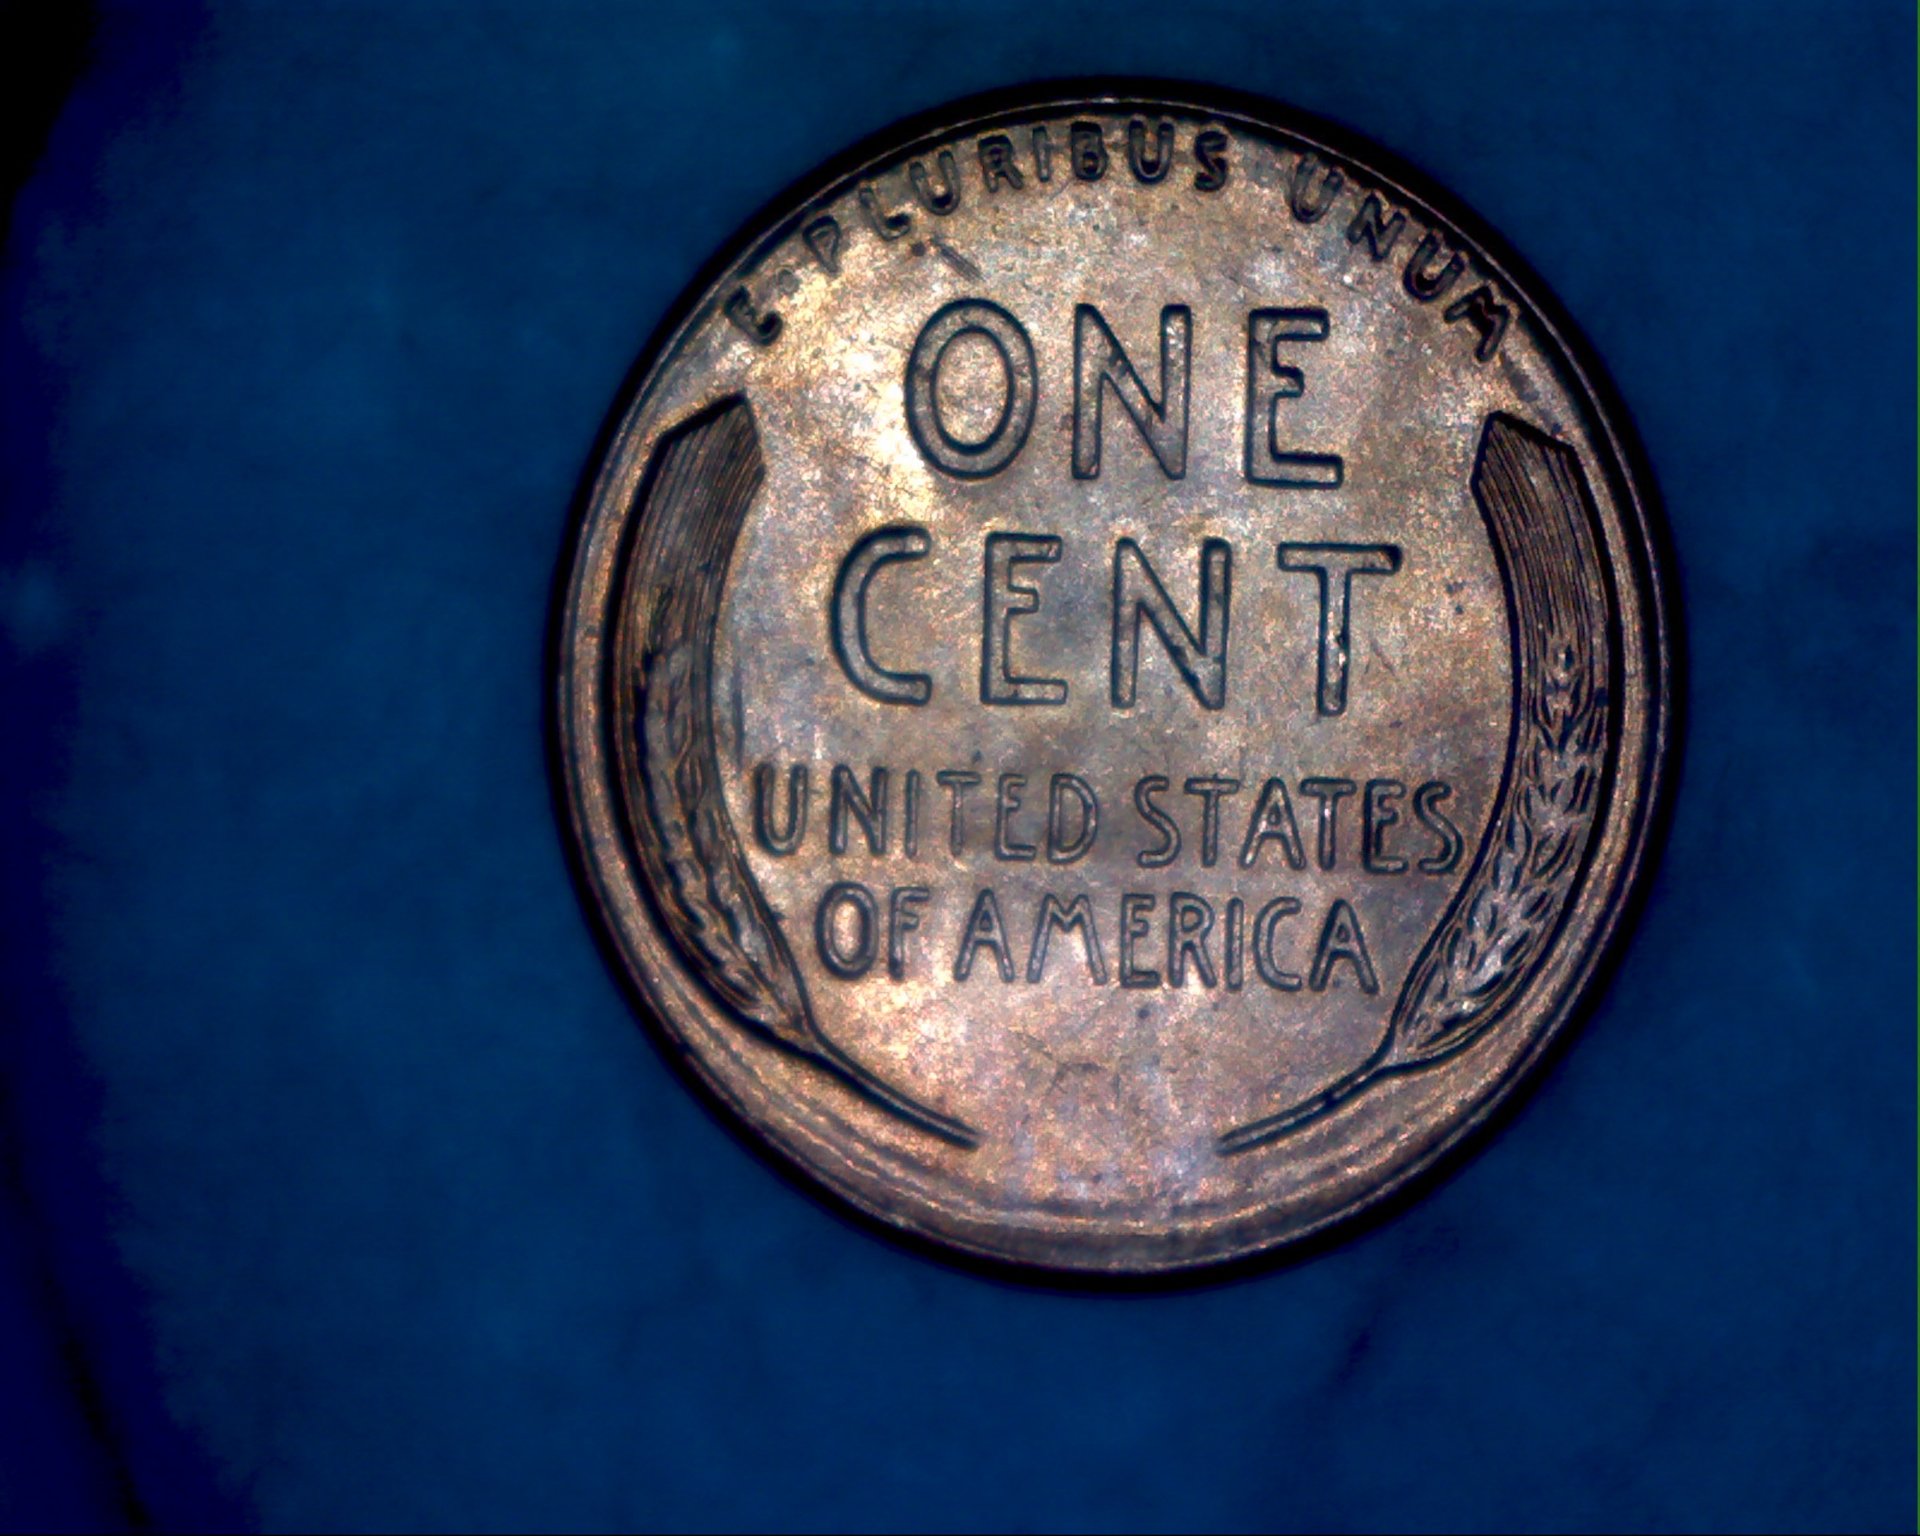 E·PLURIBUS UNUM
ONE
CENT
UNITED STATES
OF AMERICA